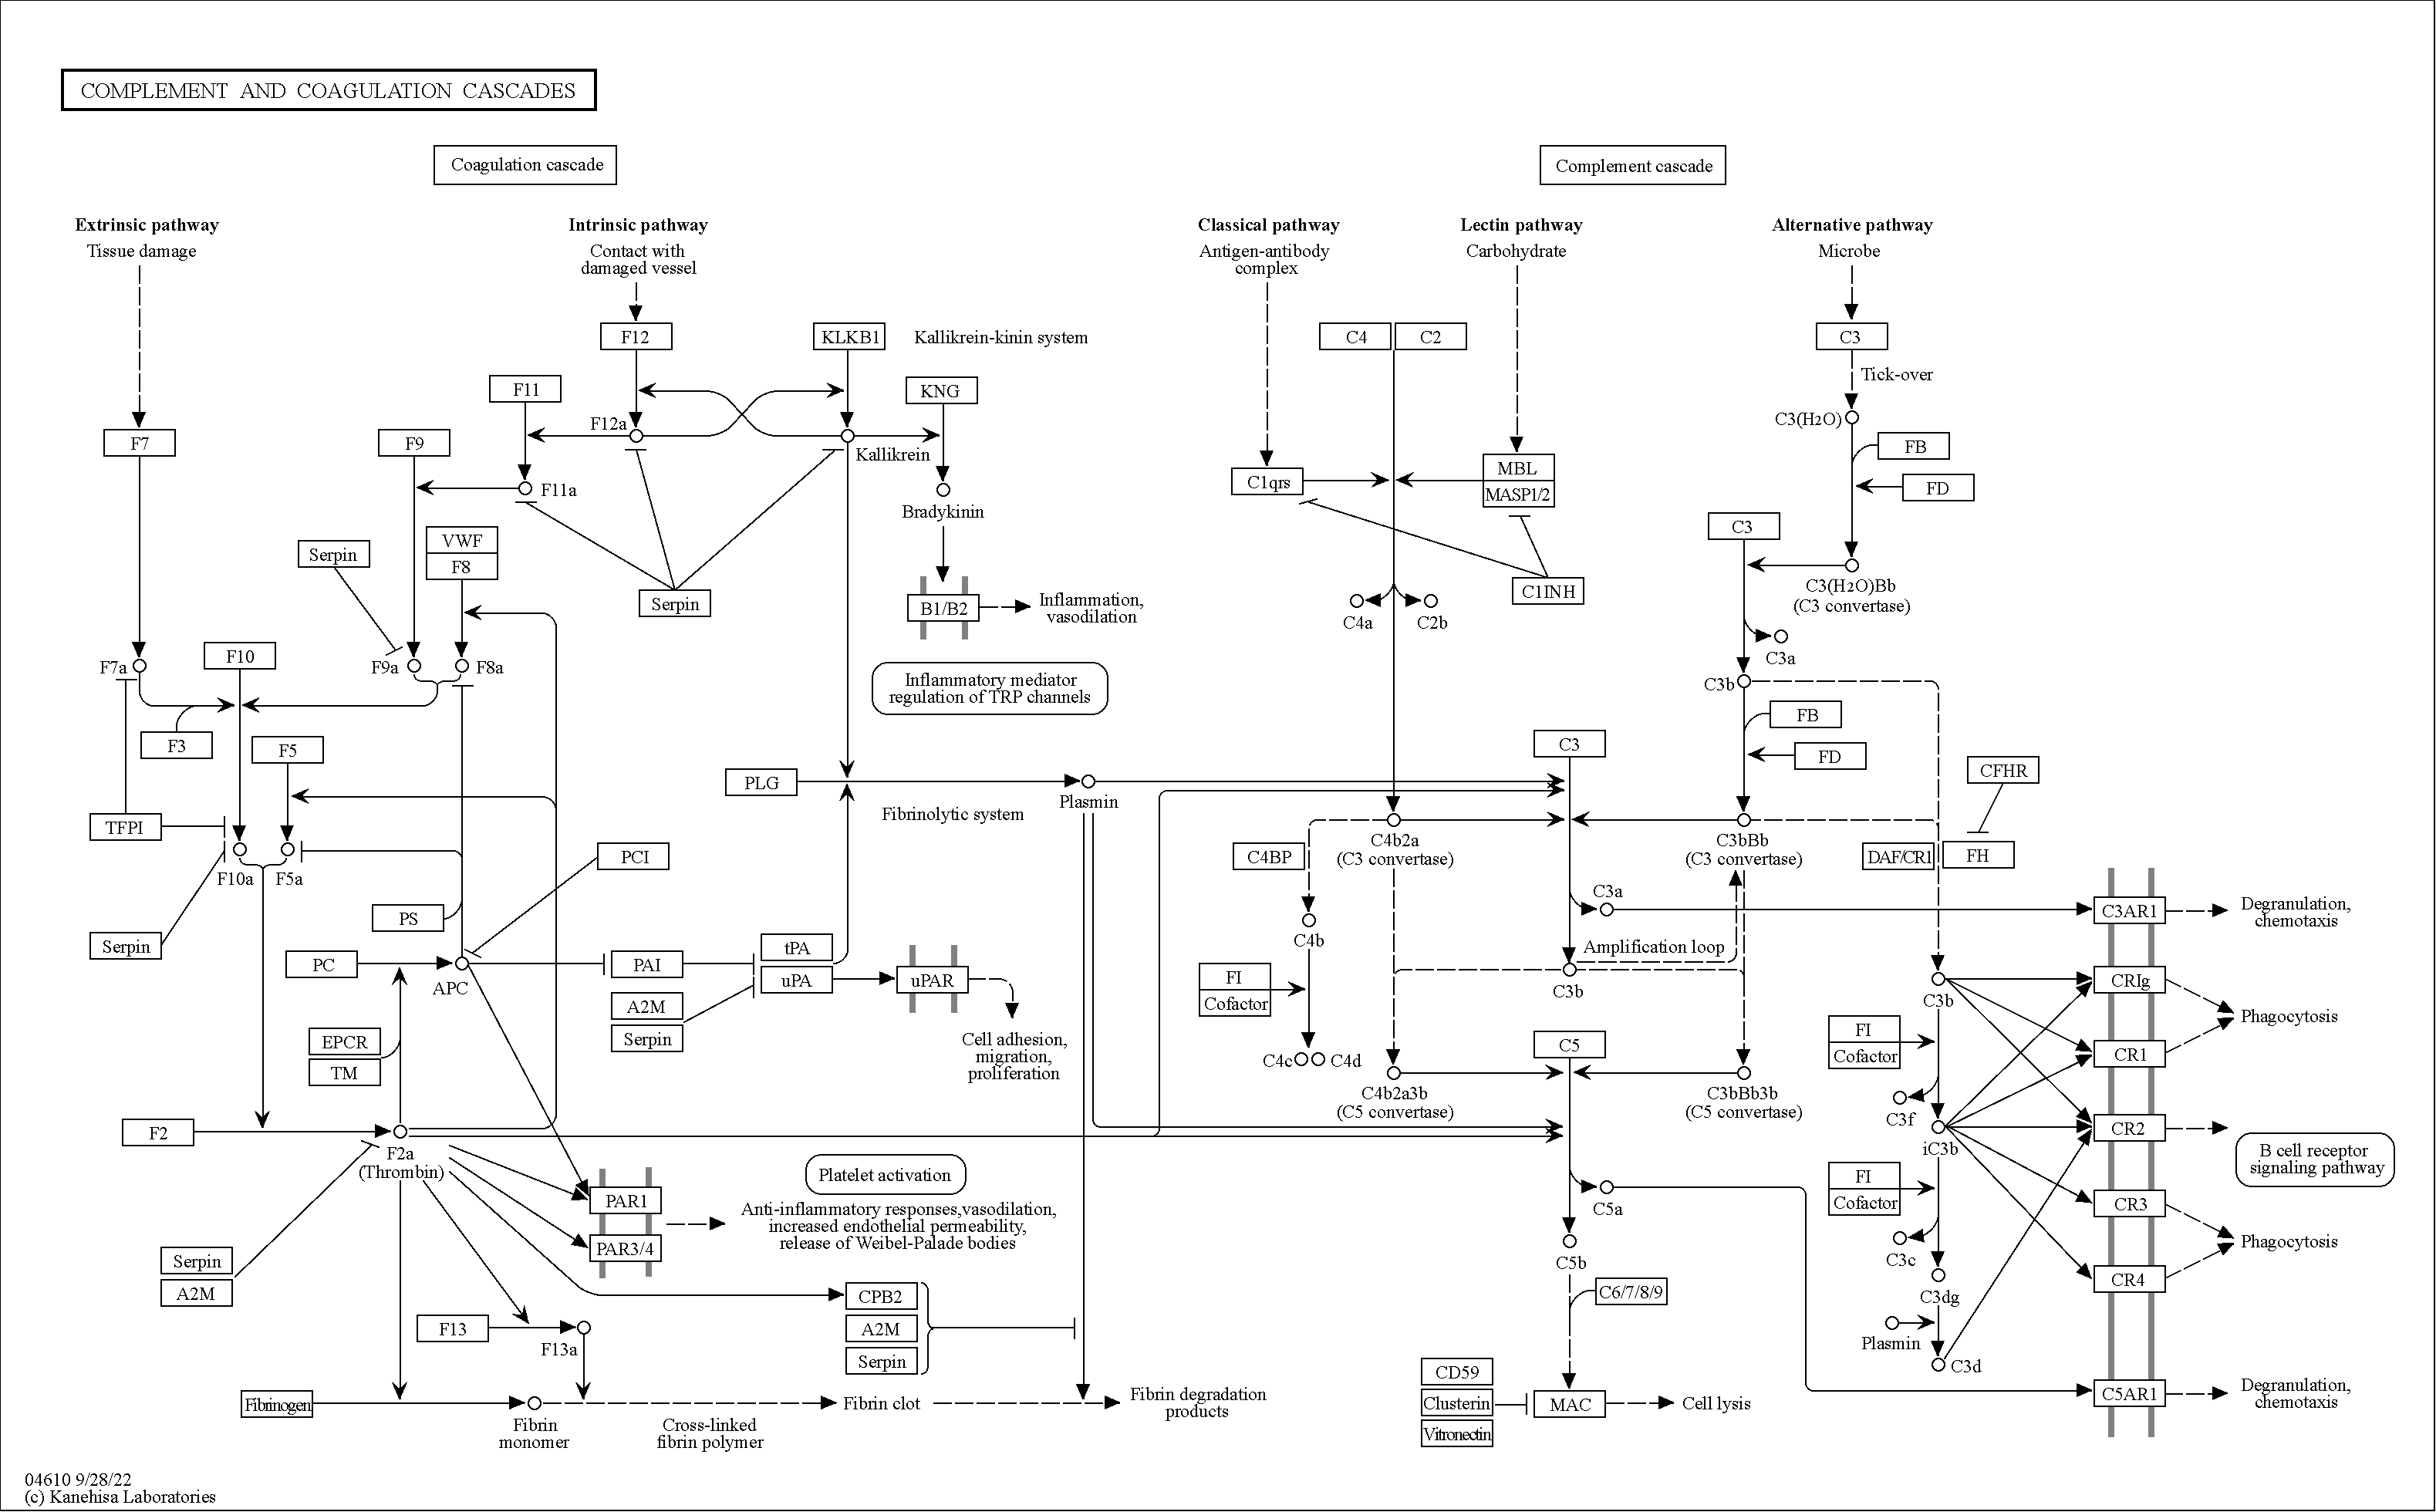 COMPLEMENT AND COAGULATION CASCADES
Coagulation cascade
Complement cascade
Extrinsic pathway
Tissue damage
Intrinsic pathway
Contact with
damaged vessel
Classical pathway
Antigen-antibody
complex
Lectin pathway
Carbohydrate
Alternative pathway
Microbe
F12
KLKB1
Kallikrein-kinin system
C4
C2
C3
Tick-over
F11
KNG
C3(H2O)
F12a
F7
F9
Kallikrein
FB
MBL
C1qrs
MASP1/2
FD
F11a
Bradykinin
C3
VWF
Serpin
F8
C3(H2O)Bb
(C3 convertase)
Serpin
B1/B2
Inflammation,
vasodilation
C1INH
C4a
C2b
C3a
F7a
F10
F9a
F8a
Inflammatory mediator
regulation of TRP channels
C3b
FB
F3
F5
C3
FD
CFHR
PLG
Plasmin
Fibrinolytic system
TFPI
C4b2a
(C3 convertase)
C3bBb
(C3 convertase)
C4BP
DAF/CR1
FH
PCI
F10a
F5a
C3a
PS
C3AR1
Degranulation,
chemotaxis
Serpin
tPA
C4b
Amplification loop
PC
APC
PAI
uPA
uPAR
FI
Cofactor
C3b
C3b
CRIg
Phagocytosis
A2M
Serpin
EPCR
TM
Cell adhesion,
migration,
proliferation
C4c
C4d
C5
FI
Cofactor
CR1
C4b2a3b
(C5 convertase)
C3bBb3b
(C5 convertase)
C3f
F2
F2a
(Thrombin)
iC3b
CR2
B cell receptor
signaling pathway
Platelet activation
FI
Cofactor
PAR1
Anti-inflammatory responses,vasodilation,
increased endothelial permeability,
release of Weibel-Palade bodies
PAR3/4
C5a
CR3
Phagocytosis
Serpin
A2M
C5b
C3c
CR4
CPB2
A2M
Serpin
C6/7/8/9
C3dg
F13
F13a
Plasmin
C3d
CD59
Clusterin
Vitronectin
MAC
Cell lysis
C5AR1
Degranulation,
chemotaxis
Fibrinogen
Fibrin
monomer
Cross-linked
fibrin polymer
Fibrin clot
Fibrin degradation
products
04610 9/28/22
(c) Kanehisa Laboratories